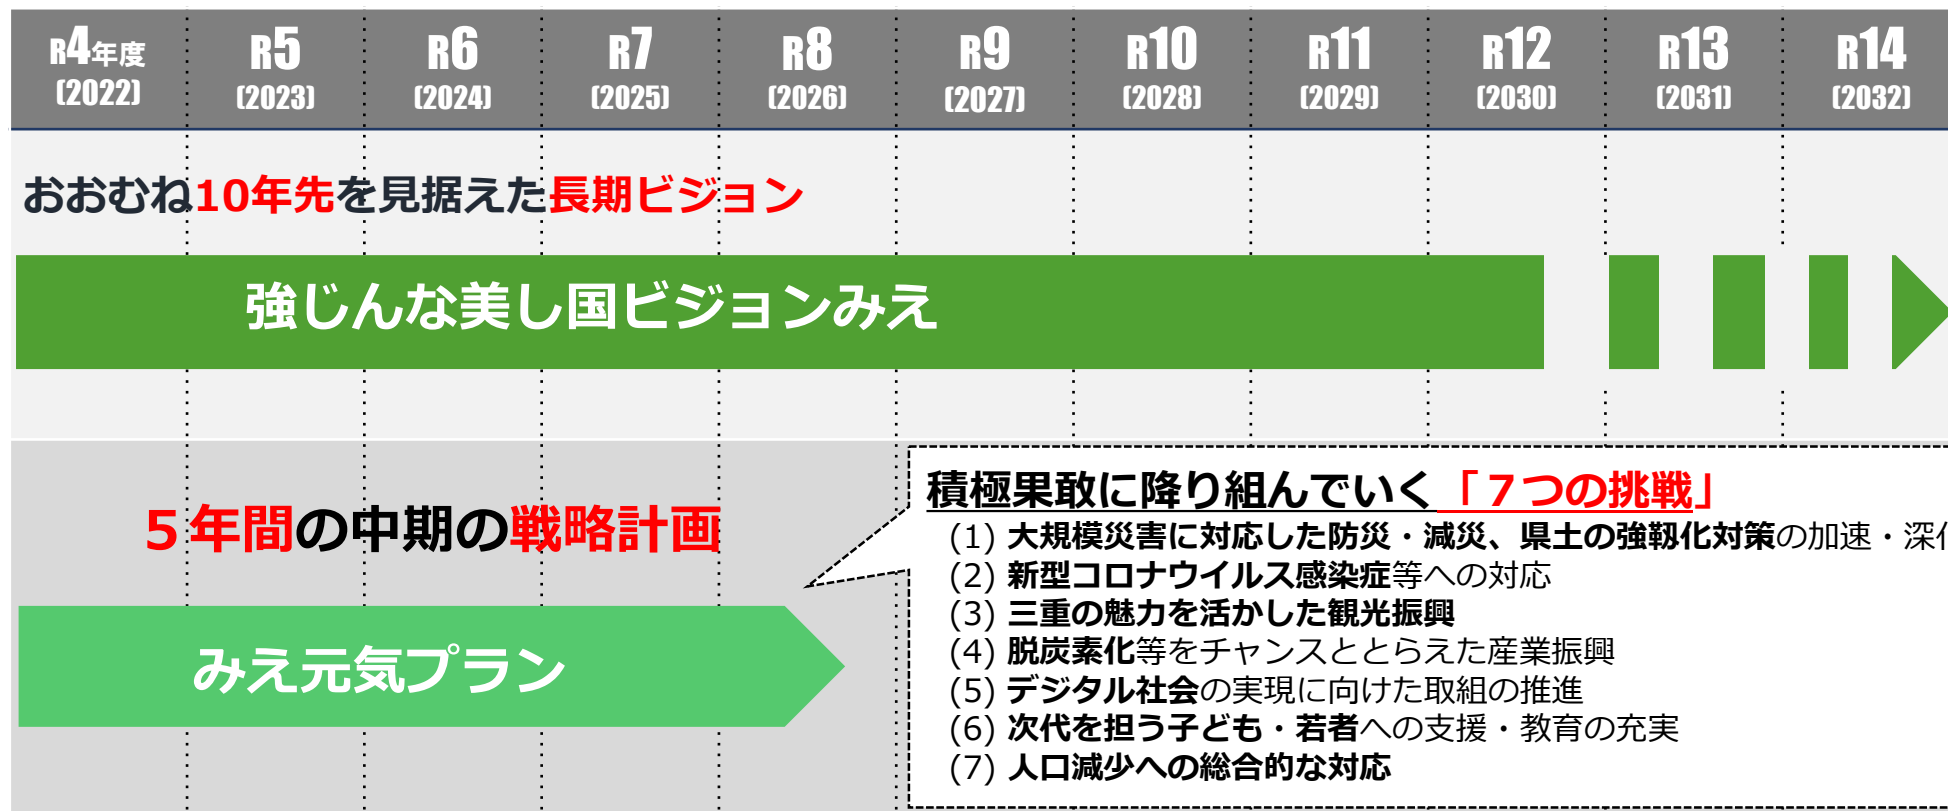 R4年度 R5 R6 R7 R8 R9 R10 R11 R12 R13 R14
(2022) (2023) (2024) (2025) (2026) (2027) (2028) (2029) (2030) (2031) (2032)
おおむね10年先を見据えた長期ビジョン
強じんな美し国ビジョンみえ
5年間の中期の戦略計画
みえ元気プラン
積極果敢に降り組んでいく「7つの挑戦」
(1) 大規模災害に対応した防災・減災、県土の強靱化対策の加速・深
(2) 新型コロナウイルス感染症等への対応
(3) 三重の魅力を活かした観光振興
(4) 脱炭素化等をチャンスととらえた産業振興
(5) デジタル社会の実現に向けた取組の推進
(6) 次代を担う子ども・若者への支援・教育の充実
(7) 人口減少への総合的な対応